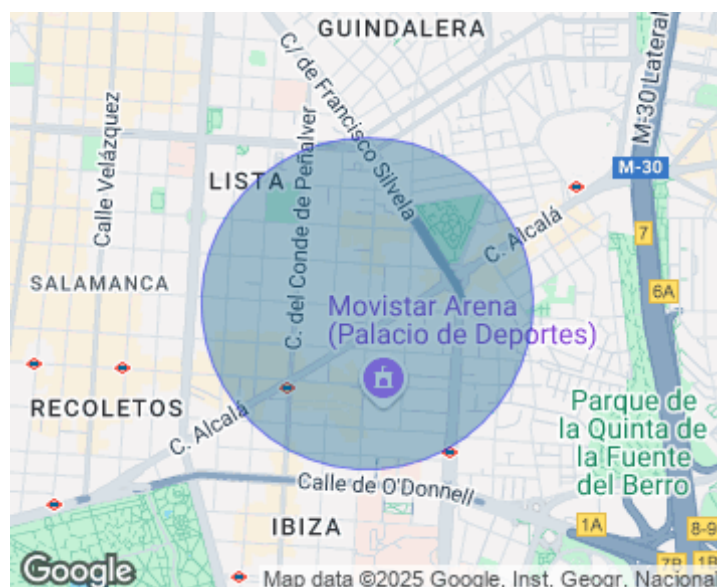 GUINDALERA
C/ de Francisco Silvela
M-30 Lateral
Calle Velázquez
C. del Conde de Peñalver
M-30
LISTA
C. Alcalá
7
SALAMANCA
6A
Movistar Arena
(Palacio de Deportes)
RECOLETOS
C. Alcalá
Parque de
la Quinta de
la Fuente
del Berro
Calle de O'Donnell
IBIZA
1A
8-9
7B
1B
Google
Map data ©2025 Google, Inst. Geogr. Nacional